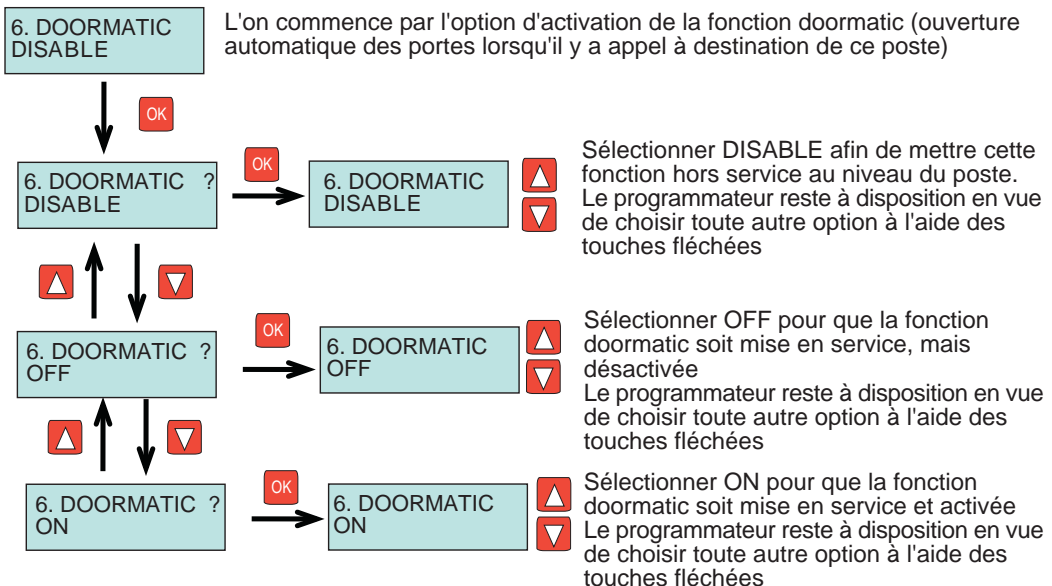 6. DOORMATIC
DISABLE
L'on commence par l'option d'activation de la fonction doormatic (ouverture
automatique des portes lorsqu'il y a appel à destination de ce poste)
OK
6. DOORMATIC ?
DISABLE
OK
6. DOORMATIC
DISABLE
Sélectionner DISABLE afin de mettre cette
fonction hors service au niveau du poste.
Le programmateur reste à disposition en vue
de choisir toute autre option à l'aide des
touches fléchées
6. DOORMATIC ?
OFF
OK
6. DOORMATIC
OFF
Sélectionner OFF pour que la fonction
doormatic soit mise en service, mais
désactivée
Le programmateur reste à disposition en vue
de choisir toute autre option à l'aide des
touches fléchées
6. DOORMATIC ?
ON
OK
6. DOORMATIC
ON
Sélectionner ON pour que la fonction
doormatic soit mise en service et activée
Le programmateur reste à disposition en vue
de choisir toute autre option à l'aide des
touches fléchées